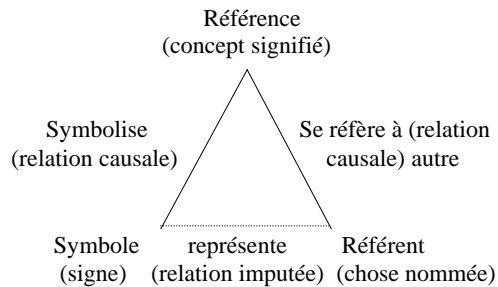 Référence
(concept signifié)
Symbolise
(relation causale)
Se réfère à (relation
causale) autre
Symbole représente Référent
(signe) (relation imputée) (chose nommée)